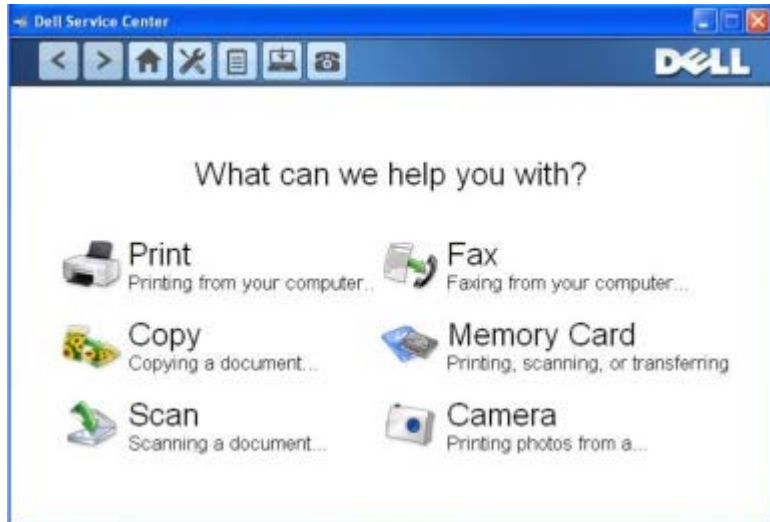 Dell Service Center
DELL
What can we help you with?
Print
Printing from your computer..
Fax
Faxing from your computer...
Copy
Copying a document...
Memory Card
Printing, scanning, or transferring
Scan
Scanning a document...
Camera
Printing photos from a...